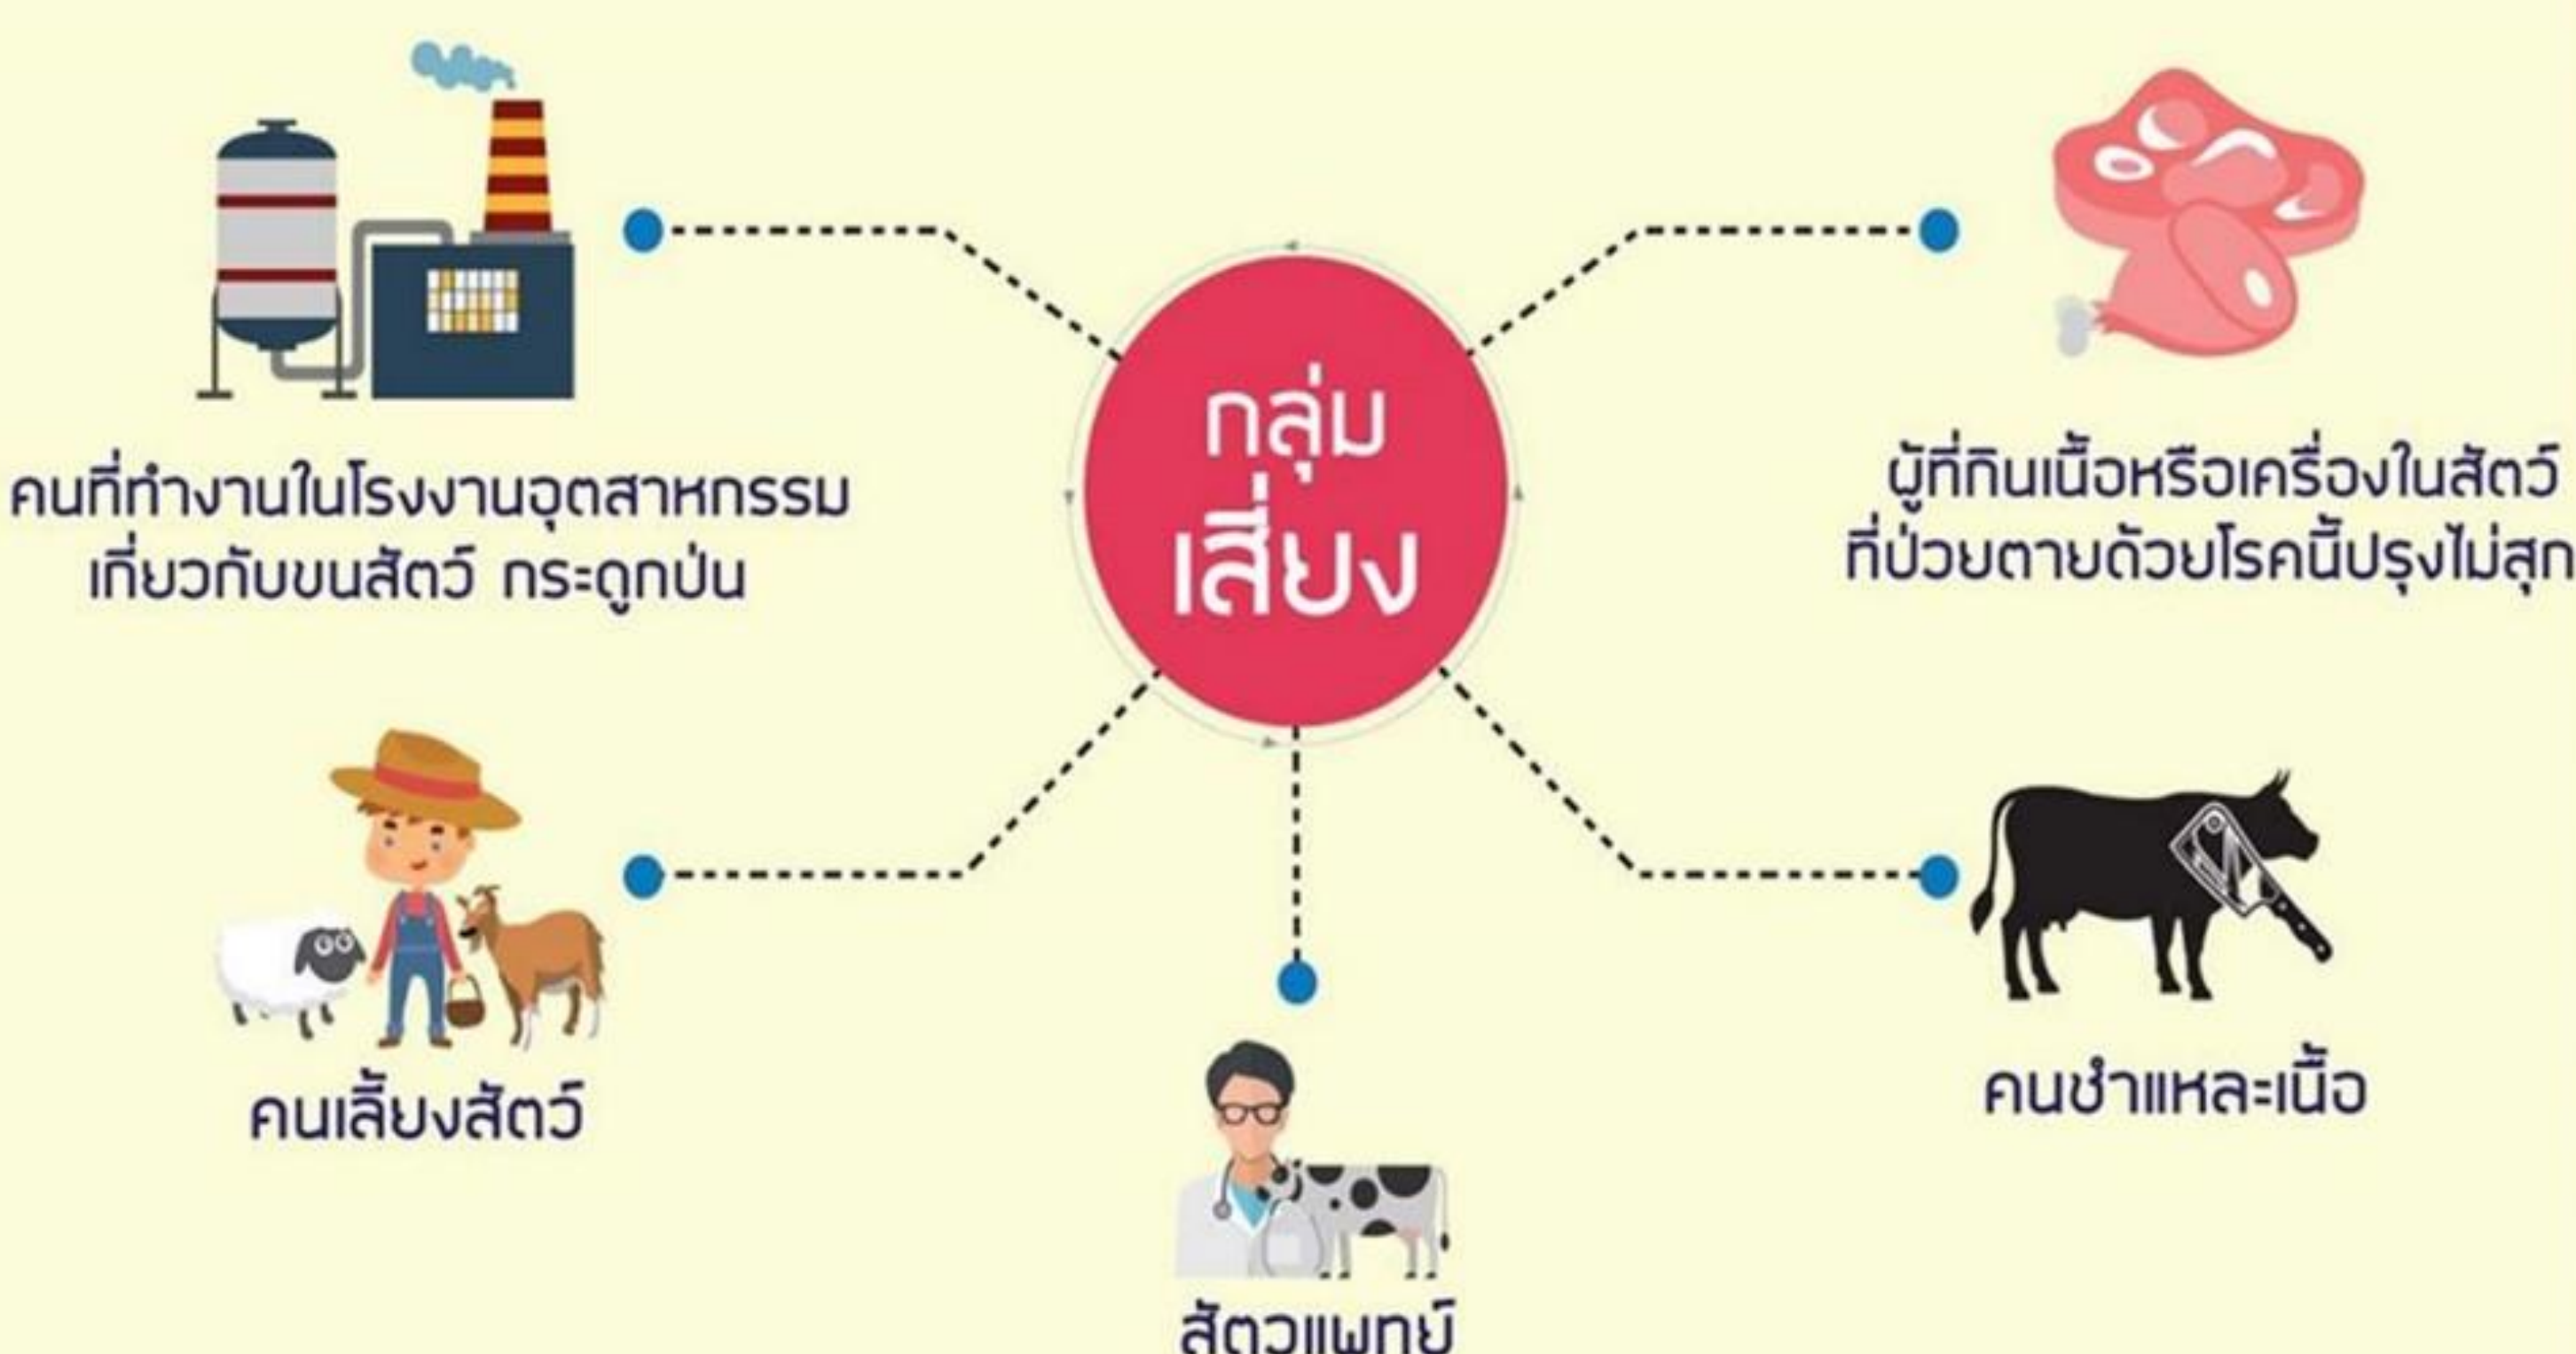 คนที่ทำงานในโรงงานอุตสาหกรรม
เกี่ยวกับขนสัตว์ กระดูกป่น
กลุ่ม
เสี่ยง
ผู้ที่กินเนื้อหรือเครื่องในสัตว์
ที่ป่วยตายด้วยโรคนี้ปรุงไม่สุก
คนเลี้ยงสัตว์
สัตวแพทย์
คนชำแหละเนื้อ